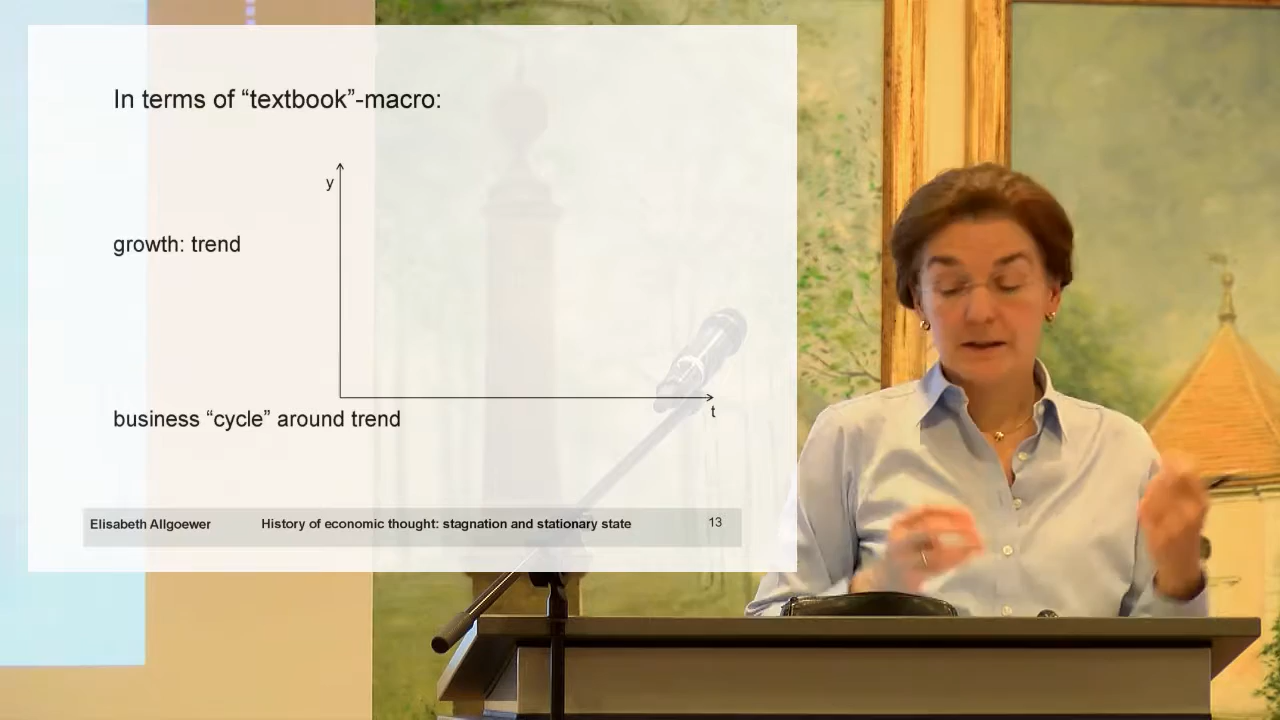 In terms of “textbook”-macro:
y
growth: trend
t
business “cycle” around trend
Elisabeth Allgoewer History of economic thought: stagnation and stationary state 13